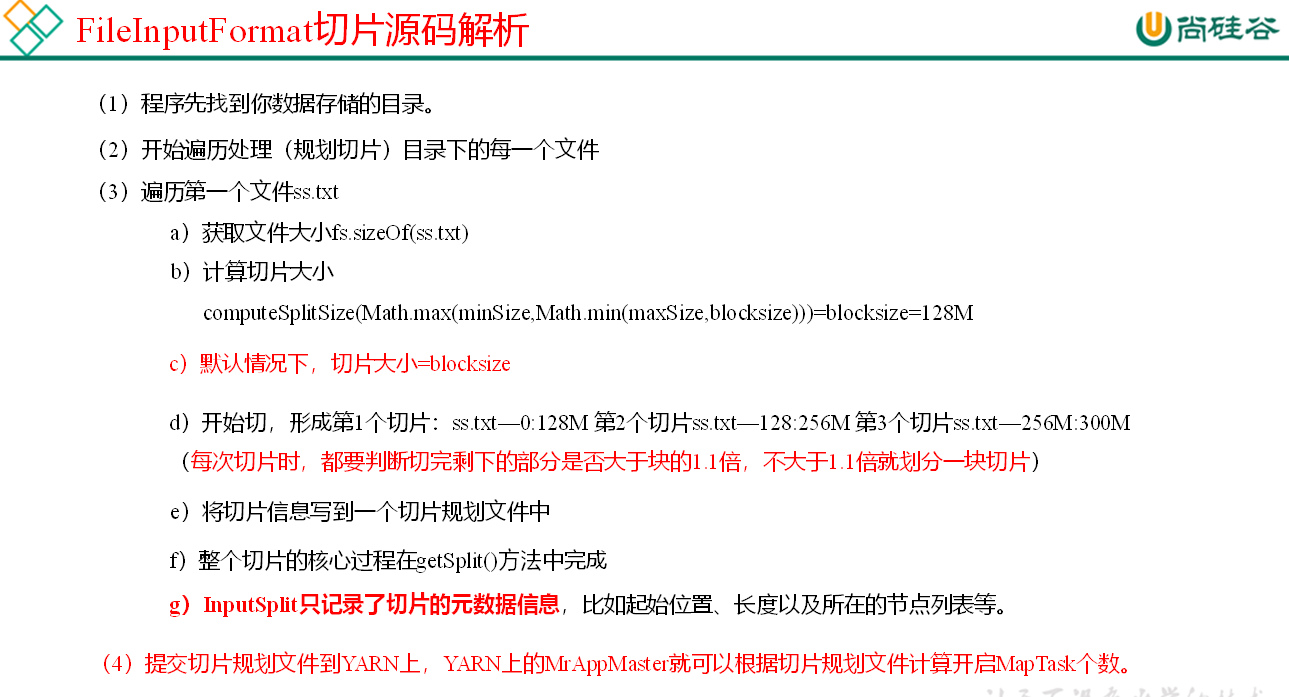 FileInputFormat切片源码解析
尚硅谷
（1）程序先找到你数据存储的目录。
（2）开始遍历处理（规划切片）目录下的每一个文件
（3）遍历第一个文件ss.txt
a）获取文件大小fs.sizeOf(ss.txt)
b）计算切片大小
computeSplitSize(Math.max(minSize,Math.min(maxSize,blocksize)))=blocksize=128M
c）默认情况下，切片大小=blocksize
d）开始切，形成第1个切片：ss.txt—0:128M 第2个切片ss.txt—128:256M 第3个切片ss.txt—256M:300M
（每次切片时，都要判断切完剩下的部分是否大于块的1.1倍，不大于1.1倍就划分一块切片）
e）将切片信息写到一个切片规划文件中
f）整个切片的核心过程在getSplit()方法中完成
g）InputSplit只记录了切片的元数据信息，比如起始位置、长度以及所在的节点列表等。
（4）提交切片规划文件到YARN上，YARN上的MrAppMaster就可以根据切片规划文件计算开启MapTask个数。